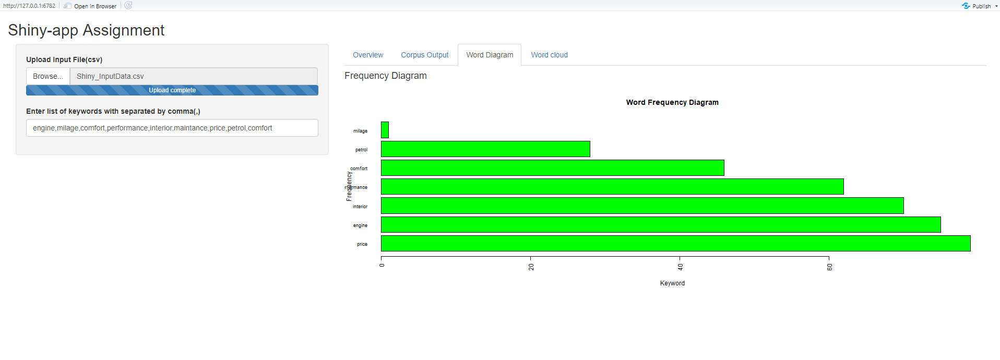 http://127.0.0.1:6782 Open in Browser Publish
Shiny-app Assignment
Upload Input File(csv)
Browse... Shiny_InputData.csv
Upload complete
Enter list of keywords with separated by comma(,)
engine,milage,comfort,performance,interior,maintance,price,petrol,comfort
Overview Corpus Output Word Diagram Word cloud
Frequency Diagram
Word Frequency Diagram
milage
petrol
comfort
Frequency
interior
engine
price
0 20 40 60
Keyword